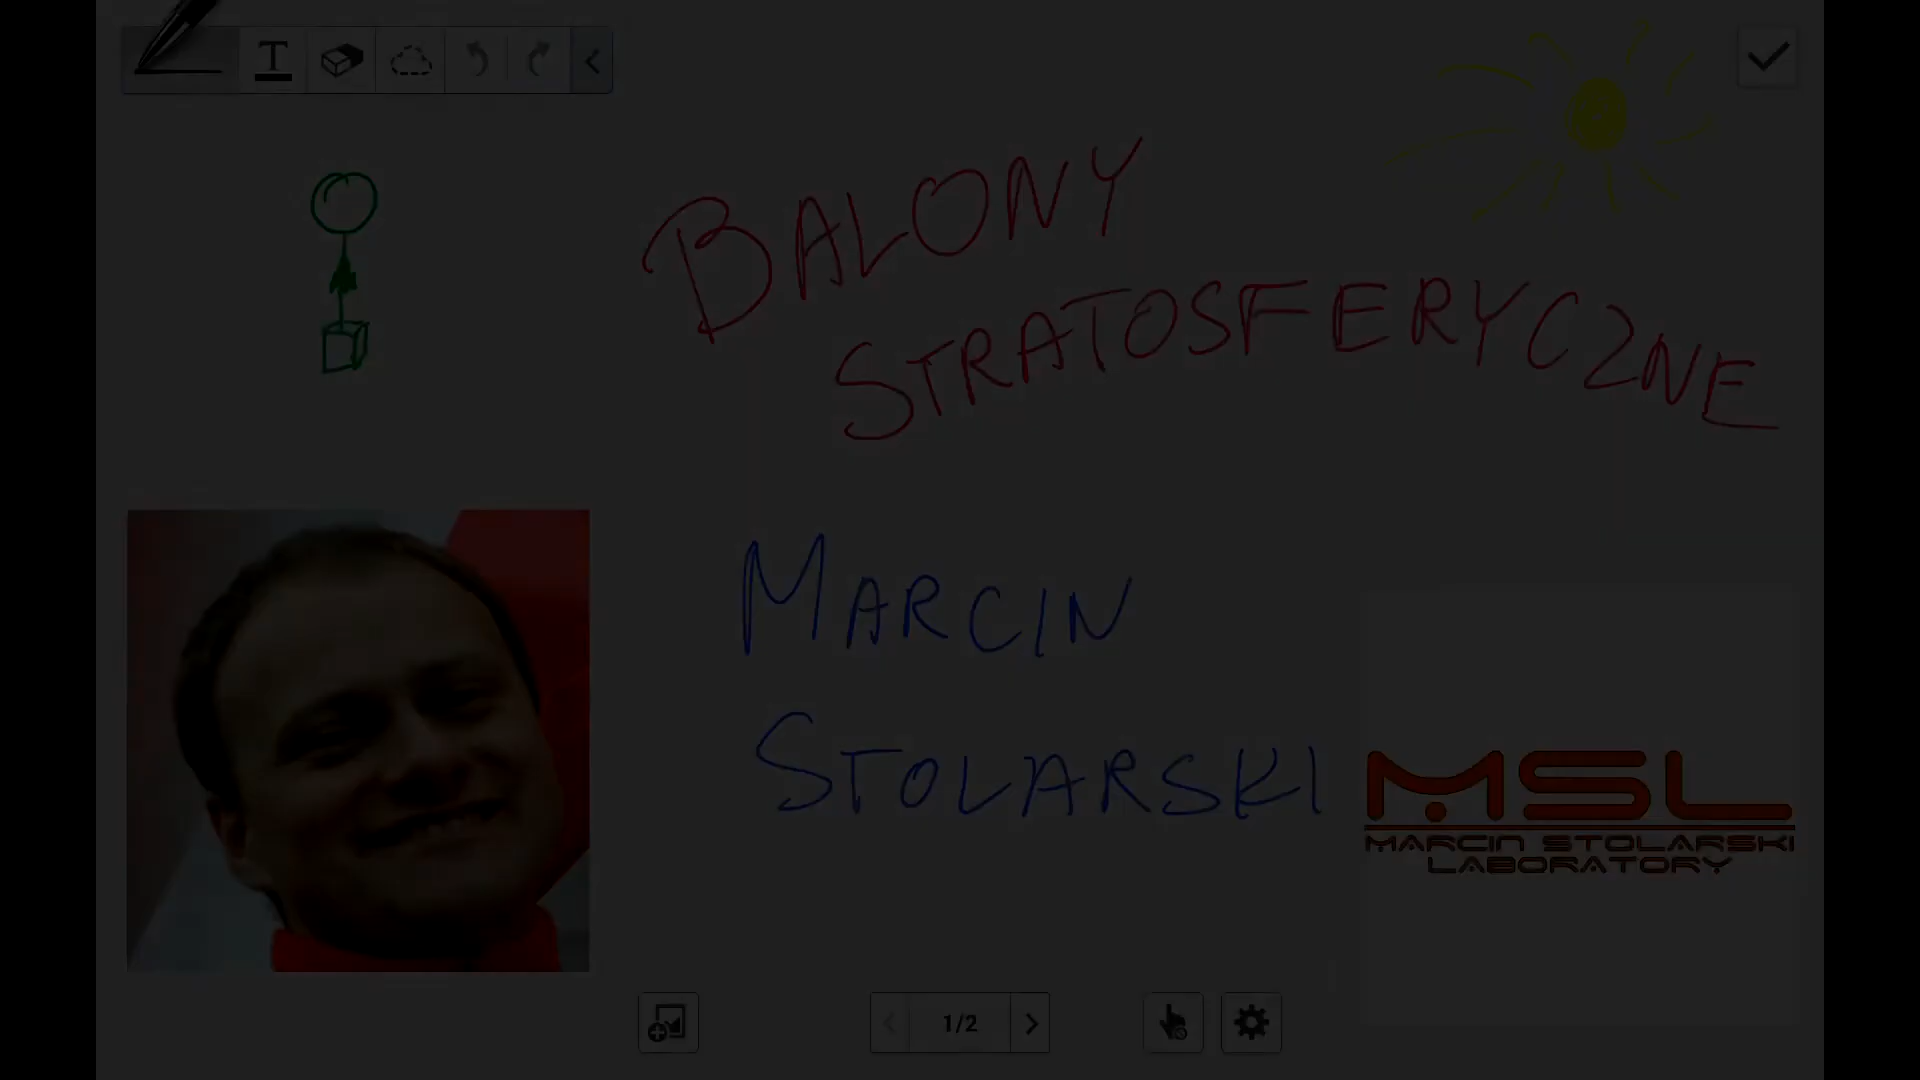 T
BALONY
STRATOSFERYCZNE
MARCIN
STOLARSKI
MSL
MARCIN STOLARSKI
LABORATORY
1/2